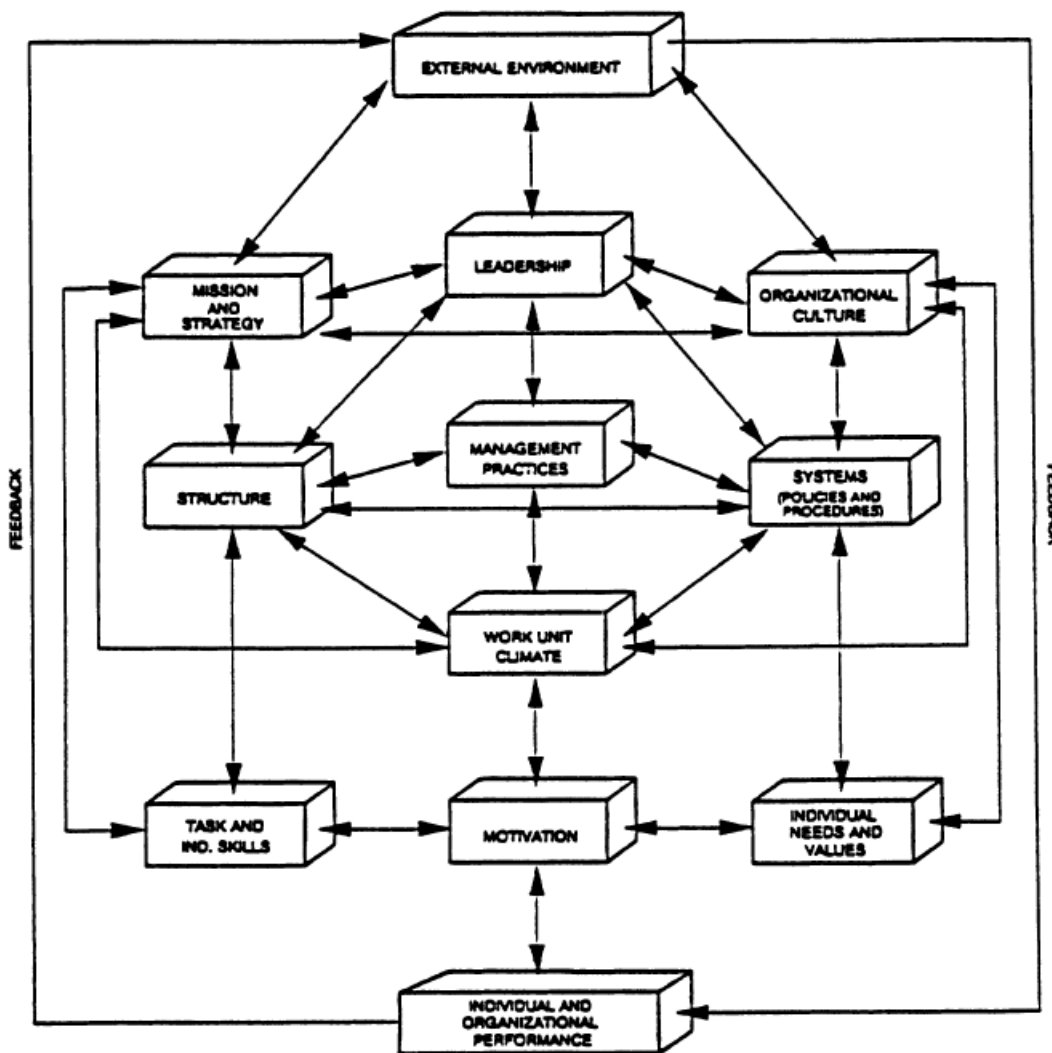 EXTERNAL ENVIRONMENT
LEADERSHIP
MISSION
AND
STRATEGY
ORGANIZATIONAL
CULTURE
MANAGEMENT
PRACTICES
STRUCTURE
SYSTEMS
(POLICIES AND
PROCEDURES)
FEEDBACK
WORK UNIT
CLIMATE
TASK AND
IND. SKILLS
MOTIVATION
INDIVIDUAL
NEEDS AND
VALUES
INDIVIDUAL AND
ORGANIZATIONAL
PERFORMANCE